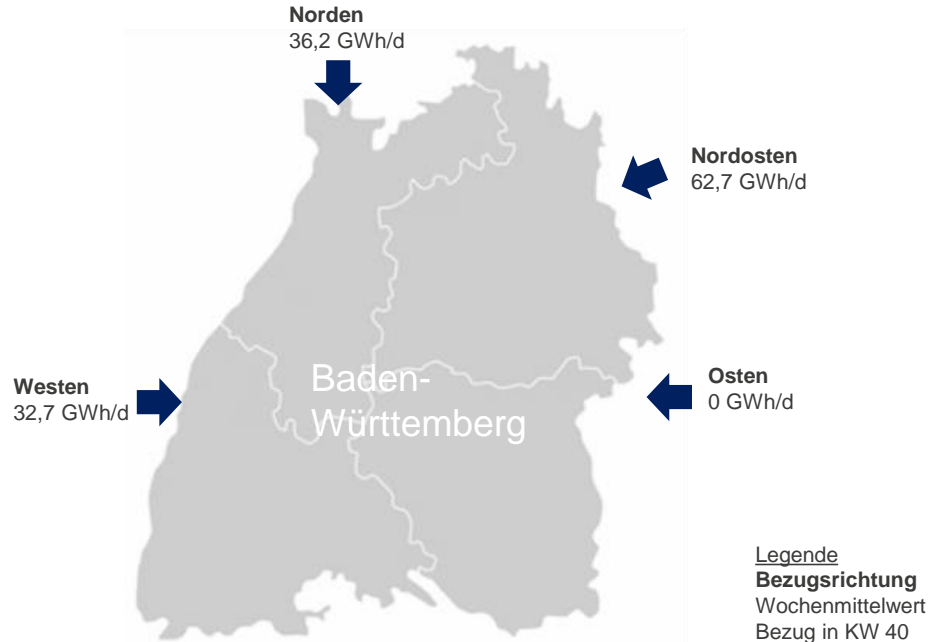 Norden
36,2 GWh/d
Nordosten
62,7 GWh/d
Westen
32,7 GWh/d
Baden-
Württemberg
Osten
0 GWh/d
Legende
Bezugsrichtung
Wochenmittelwert
Bezug in KW 40